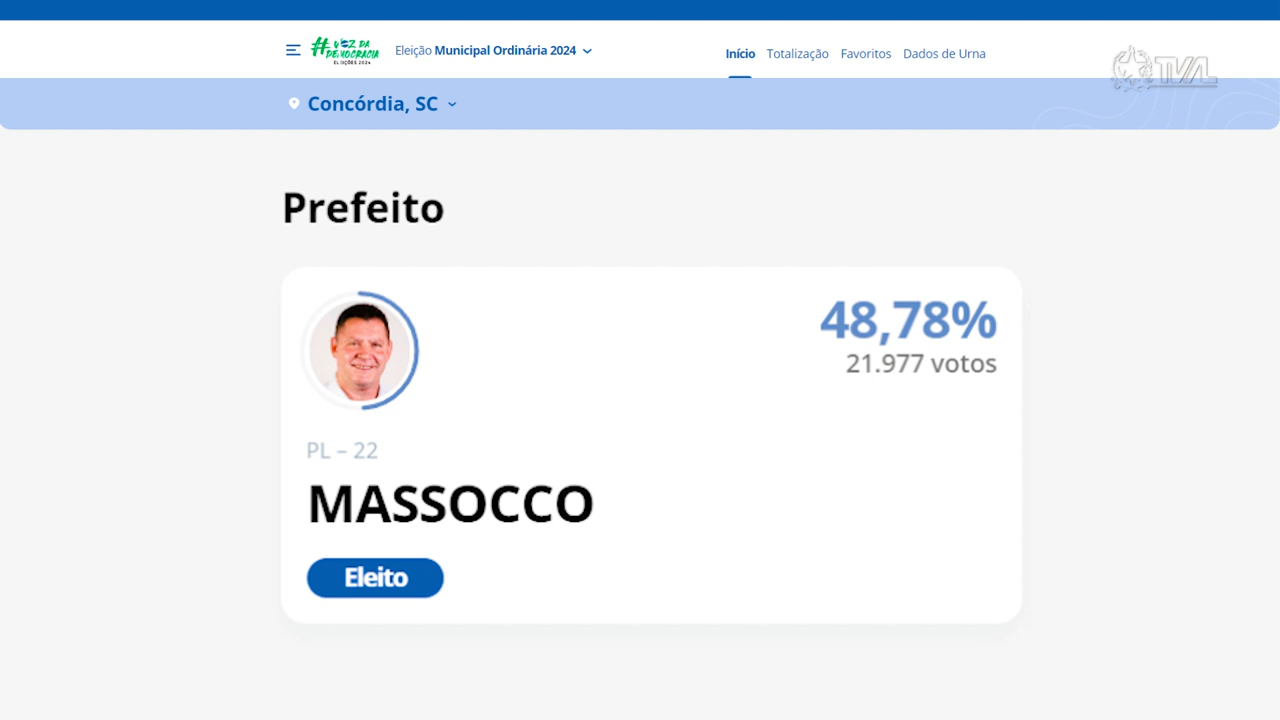 #VOZ DA
DEMOCRACIA
ELEIÇÕES 2024
Eleição Municipal Ordinária 2024
Início Totalização Favoritos Dados de Urna
TVAL
Concórdia, SC
Prefeito
48,78%
21.977 votos
PL – 22
MASSOCCO
Eleito